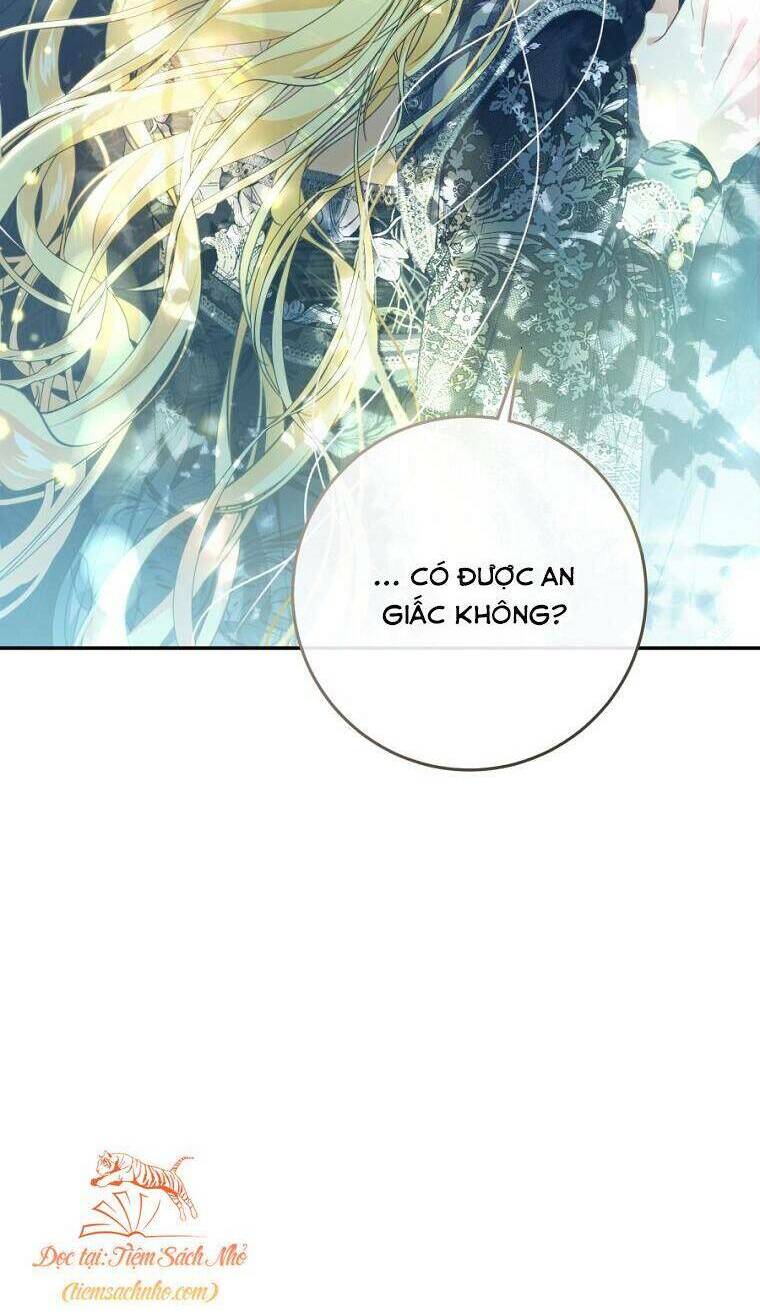 ... CÓ ĐƯỢC AN
GIẤC KHÔNG?
Đọc tại: Tiệm Sách Nhỏ
(tiemsachnho.com)